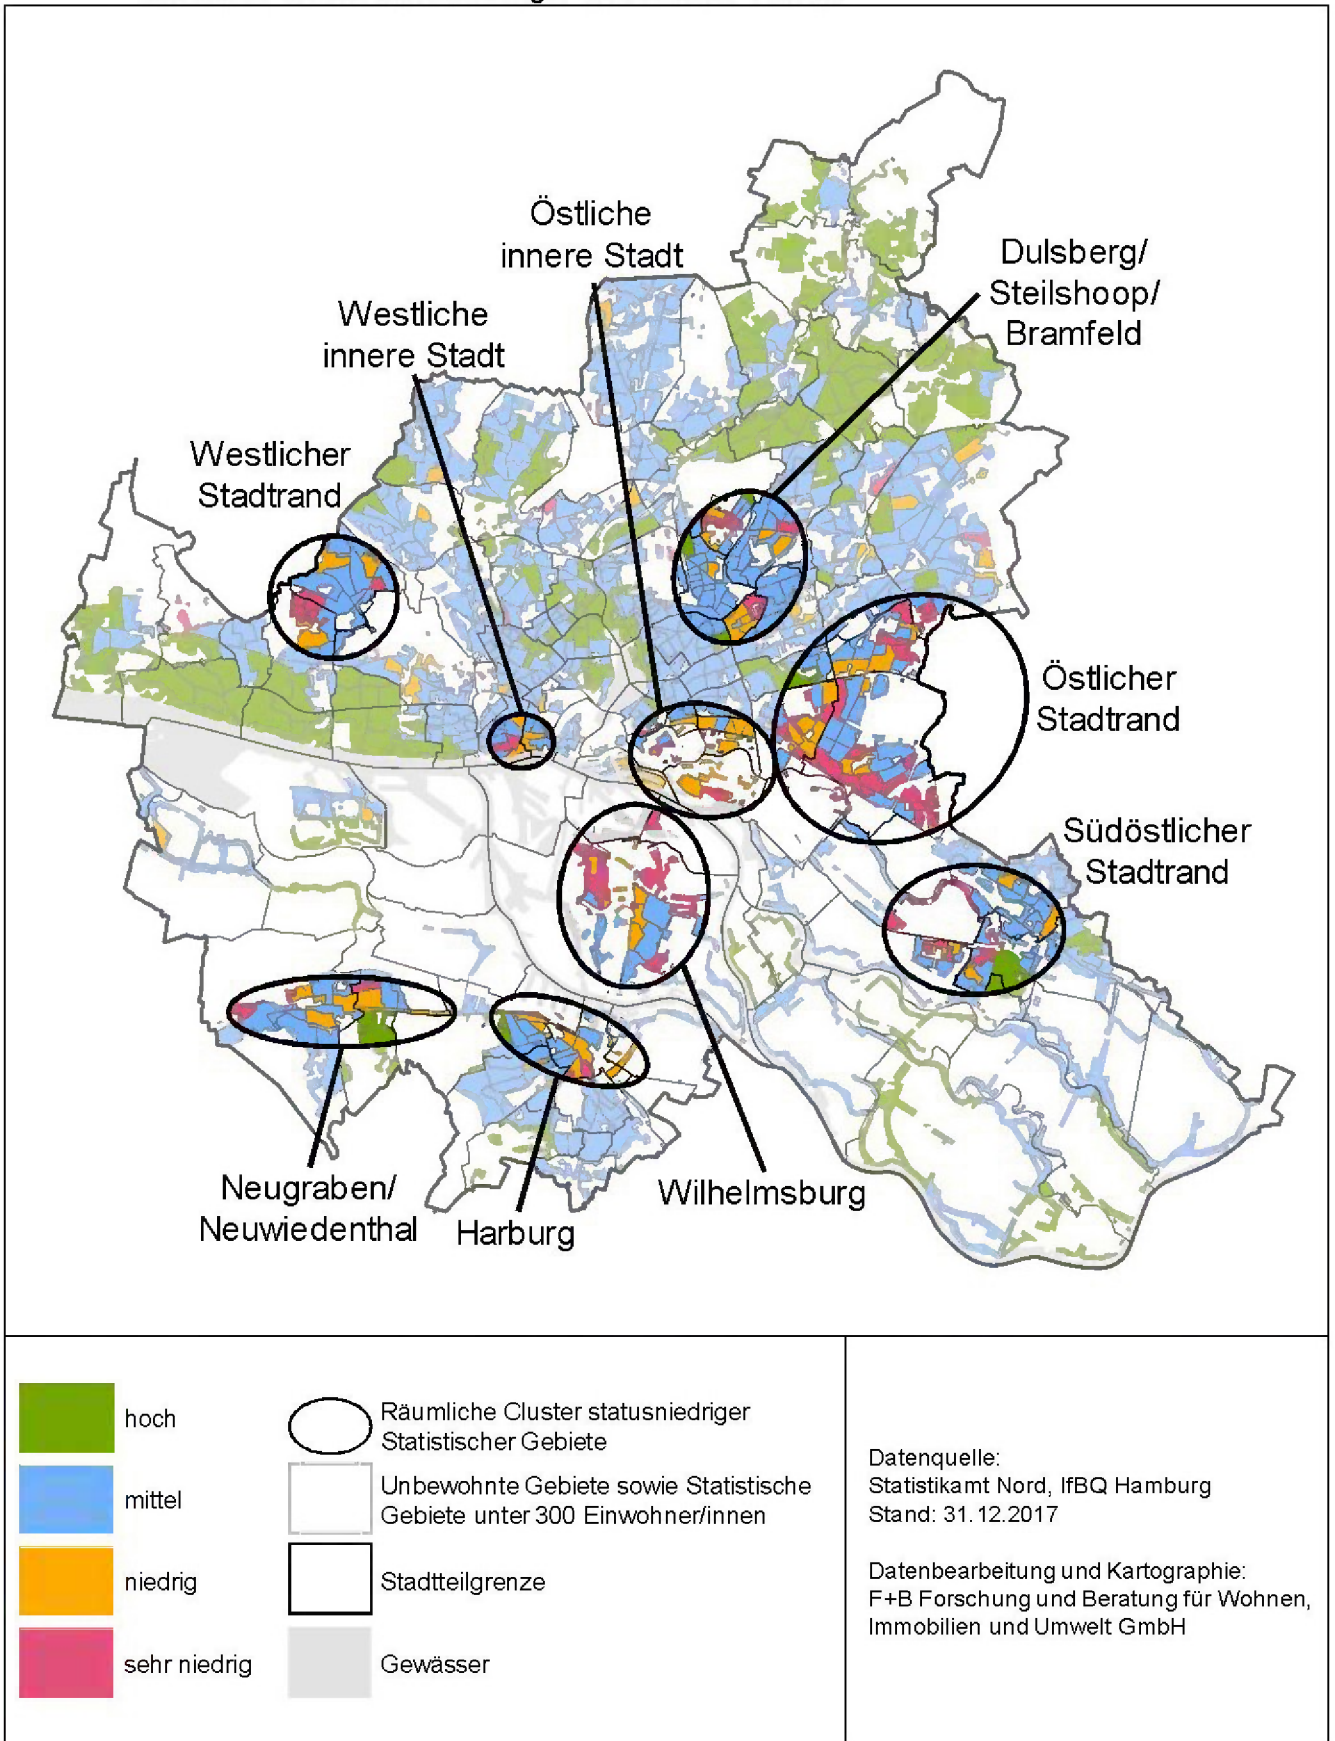 Östliche
innere Stadt
Dulsberg/
Steilshoop/
Bramfeld
Westliche
innere Stadt
Westlicher
Stadtrand
Östlicher
Stadtrand
Südöstlicher
Stadtrand
Neugraben/
Neuwiedenthal
Harburg
Wilhelmsburg
hoch
mittel
niedrig
sehr niedrig
Räumliche Cluster statusniedriger
Statistischer Gebiete
Unbewohnte Gebiete sowie Statistische
Gebiete unter 300 Einwohner/innen
Stadtteilgrenze
Gewässer
Datenquelle:
Statistikamt Nord, IfBQ Hamburg
Stand: 31.12.2017
Datenbearbeitung und Kartographie:
F+B Forschung und Beratung für Wohnen,
Immobilien und Umwelt GmbH